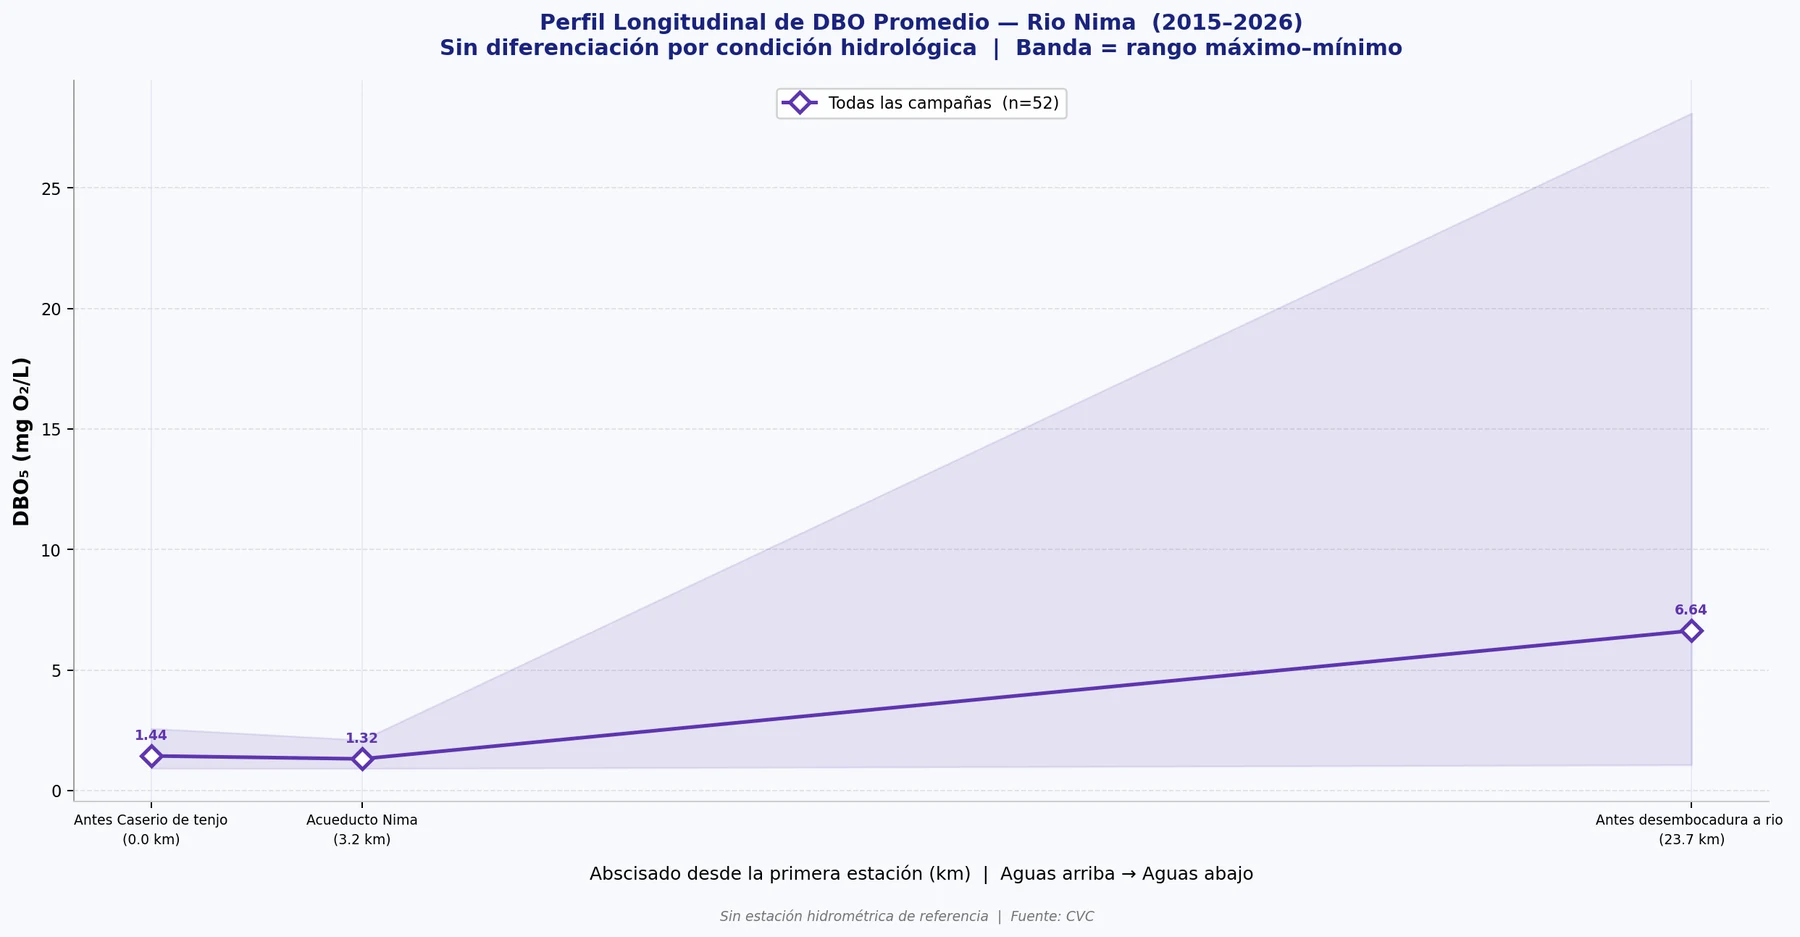 Perfil Longitudinal de DBO Promedio — Rio Nima  (2015–2026)
Sin diferenciación por condición hidrológica  |  Banda = rango máximo–mínimo
Todas las campañas  (n=52)
DBO₅ (mg O₂/L)
25
20
15
10
5
0
1.44
1.32
6.64
Antes Caserio de tenjo
(0.0 km)
Acueducto Nima
(3.2 km)
Antes desembocadura a rio
(23.7 km)
Abscisado desde la primera estación (km)  |  Aguas arriba → Aguas abajo
Sin estación hidrométrica de referencia  |  Fuente: CVC